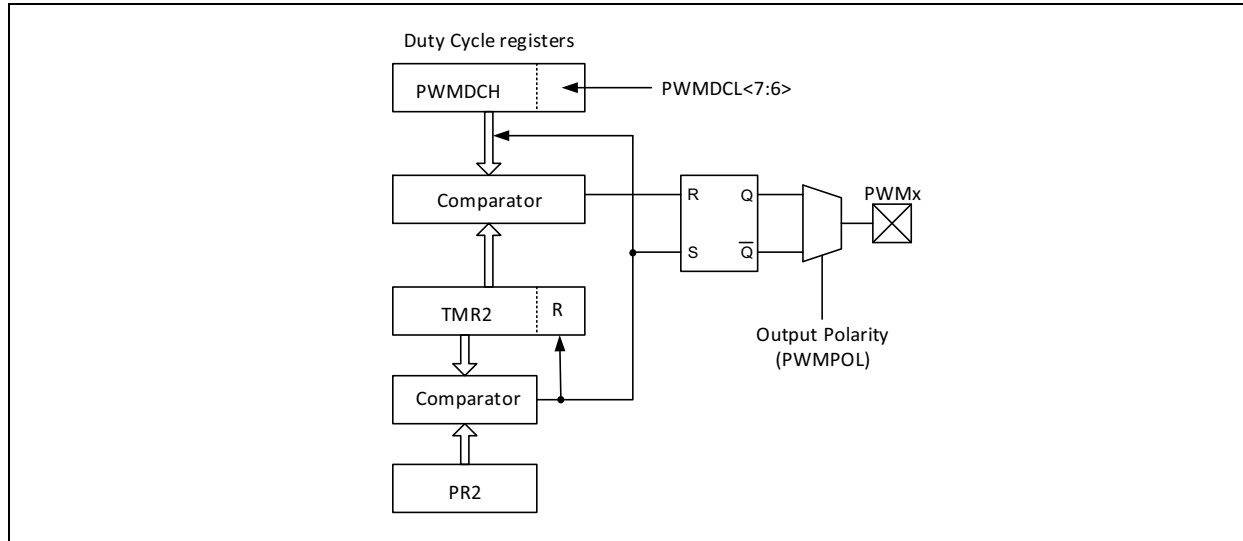 Duty Cycle registers
PWMDCH
PWMDCL<7:6>
Comparator
R
Q
PWMx
S
Q̅
TMR2
R
Output Polarity
(PWMPOL)
Comparator
PR2